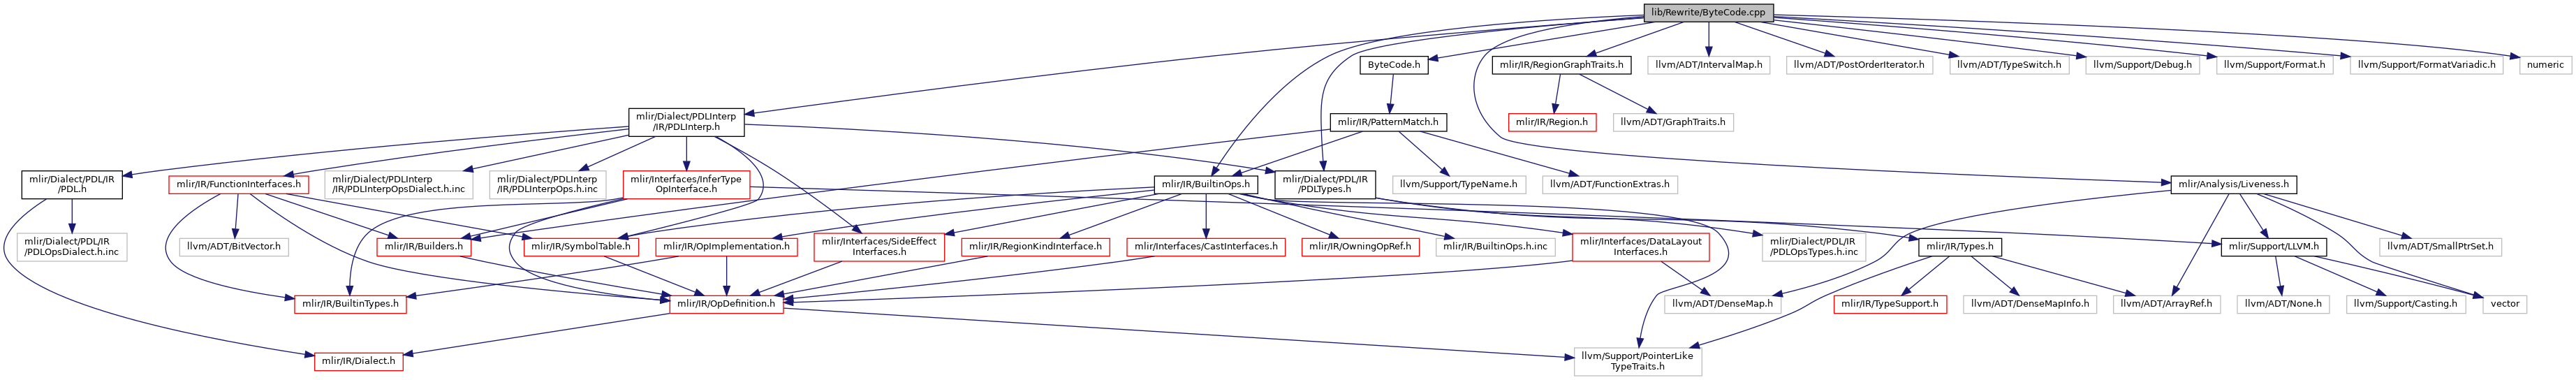 lib/Rewrite/ByteCode.cpp
ByteCode.h
mlir/IR/RegionGraphTraits.h
llvm/ADT/IntervalMap.h
llvm/ADT/PostOrderIterator.h
llvm/ADT/TypeSwitch.h
llvm/Support/Debug.h
llvm/Support/Format.h
llvm/Support/FormatVariadic.h
numeric
mlir/Dialect/PDLInterp
/IR/PDLInterp.h
mlir/IR/PatternMatch.h
mlir/IR/Region.h
llvm/ADT/GraphTraits.h
mlir/Dialect/PDL/IR
/PDL.h
mlir/IR/FunctionInterfaces.h
mlir/Dialect/PDLInterp
/IR/PDLInterpOpsDialect.h.inc
mlir/Dialect/PDLInterp
/IR/PDLInterpOps.h.inc
mlir/Interfaces/InferType
OpInterface.h
mlir/IR/BuiltinOps.h
mlir/Dialect/PDL/IR
/PDLTypes.h
llvm/Support/TypeName.h
llvm/ADT/FunctionExtras.h
mlir/Analysis/Liveness.h
mlir/Dialect/PDL/IR
/PDLOpsDialect.h.inc
llvm/ADT/BitVector.h
mlir/IR/Builders.h
mlir/IR/SymbolTable.h
mlir/IR/OpImplementation.h
mlir/Interfaces/SideEffect
Interfaces.h
mlir/IR/RegionKindInterface.h
mlir/Interfaces/CastInterfaces.h
mlir/IR/OwningOpRef.h
mlir/IR/BuiltinOps.h.inc
mlir/Interfaces/DataLayout
Interfaces.h
mlir/Dialect/PDL/IR
/PDLOpsTypes.h.inc
mlir/IR/Types.h
mlir/Support/LLVM.h
llvm/ADT/SmallPtrSet.h
mlir/IR/BuiltinTypes.h
mlir/IR/OpDefinition.h
llvm/ADT/DenseMap.h
mlir/IR/TypeSupport.h
llvm/ADT/DenseMapInfo.h
llvm/ADT/ArrayRef.h
llvm/ADT/None.h
llvm/Support/Casting.h
vector
mlir/IR/Dialect.h
llvm/Support/PointerLike
TypeTraits.h